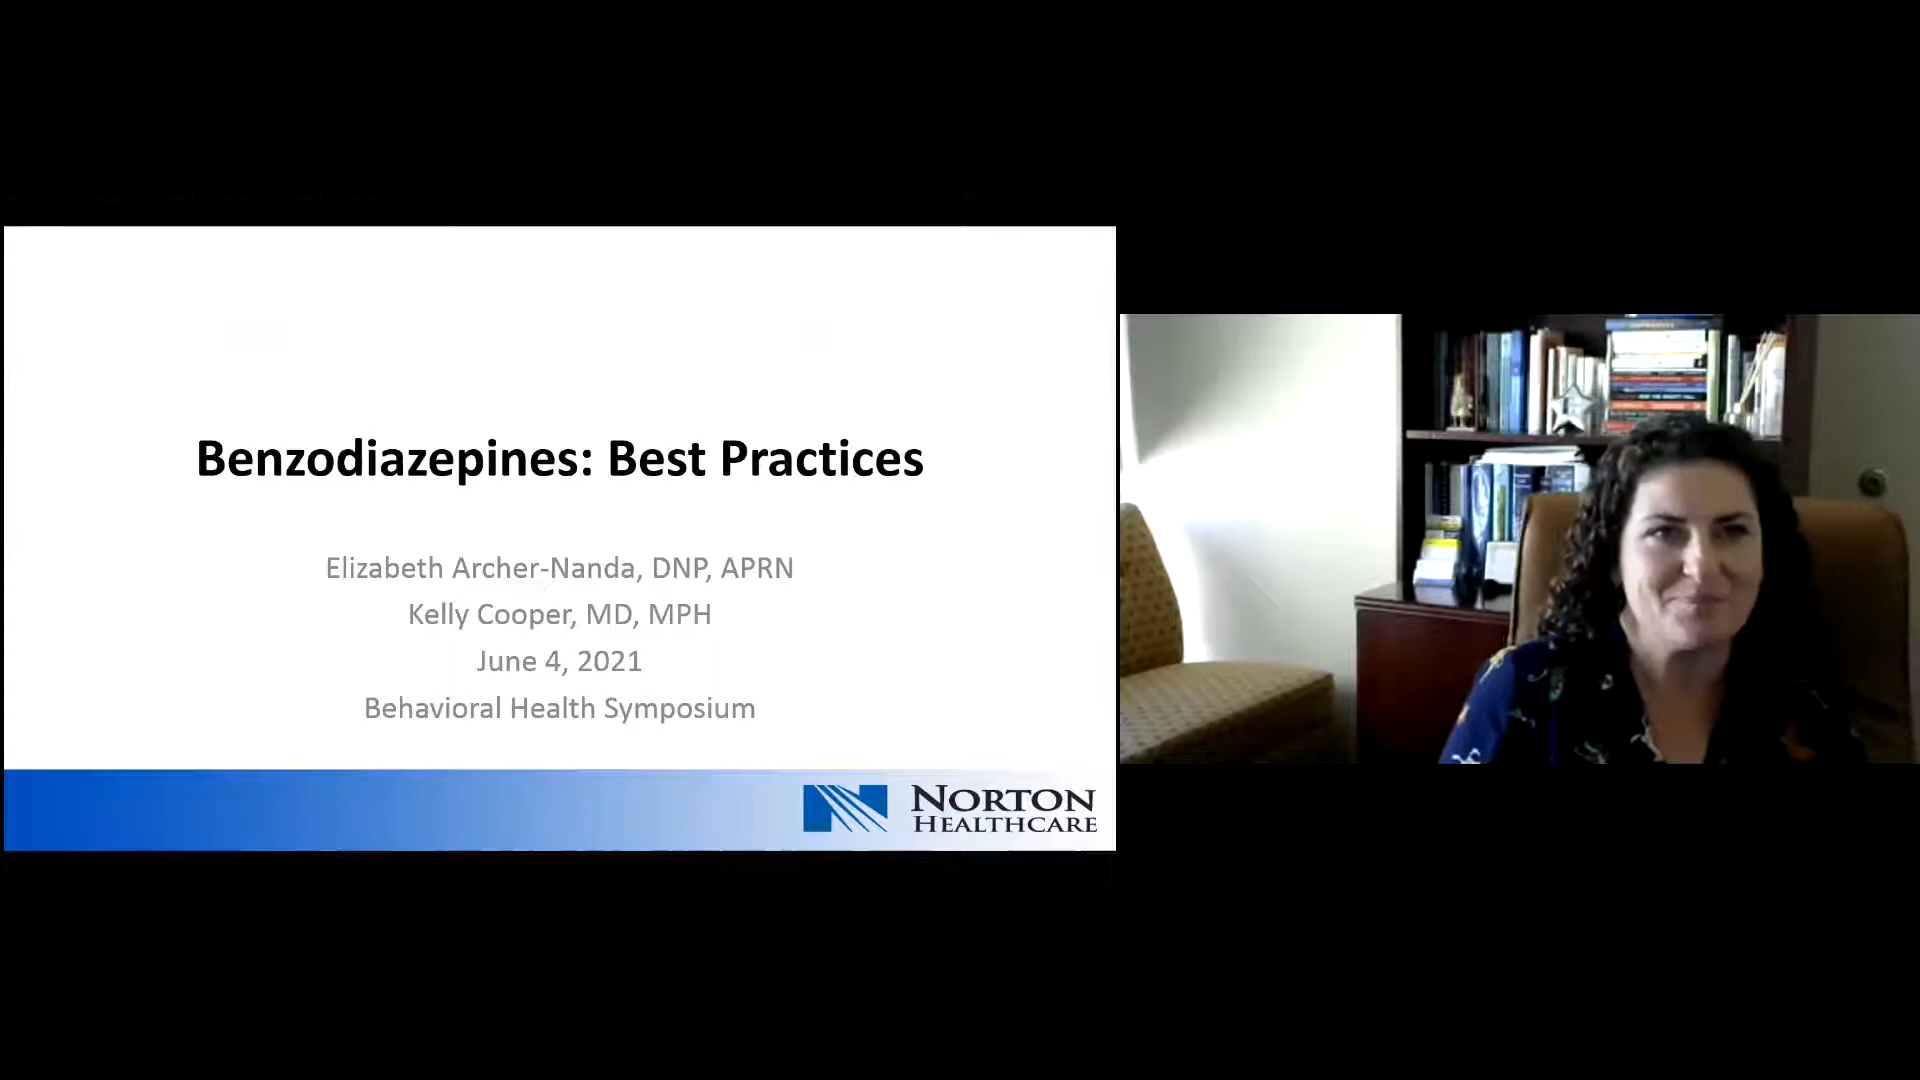 Benzodiazepines: Best Practices
Elizabeth Archer-Nanda, DNP, APRN
Kelly Cooper, MD, MPH
June 4, 2021
Behavioral Health Symposium
NORTON
HEALTHCARE